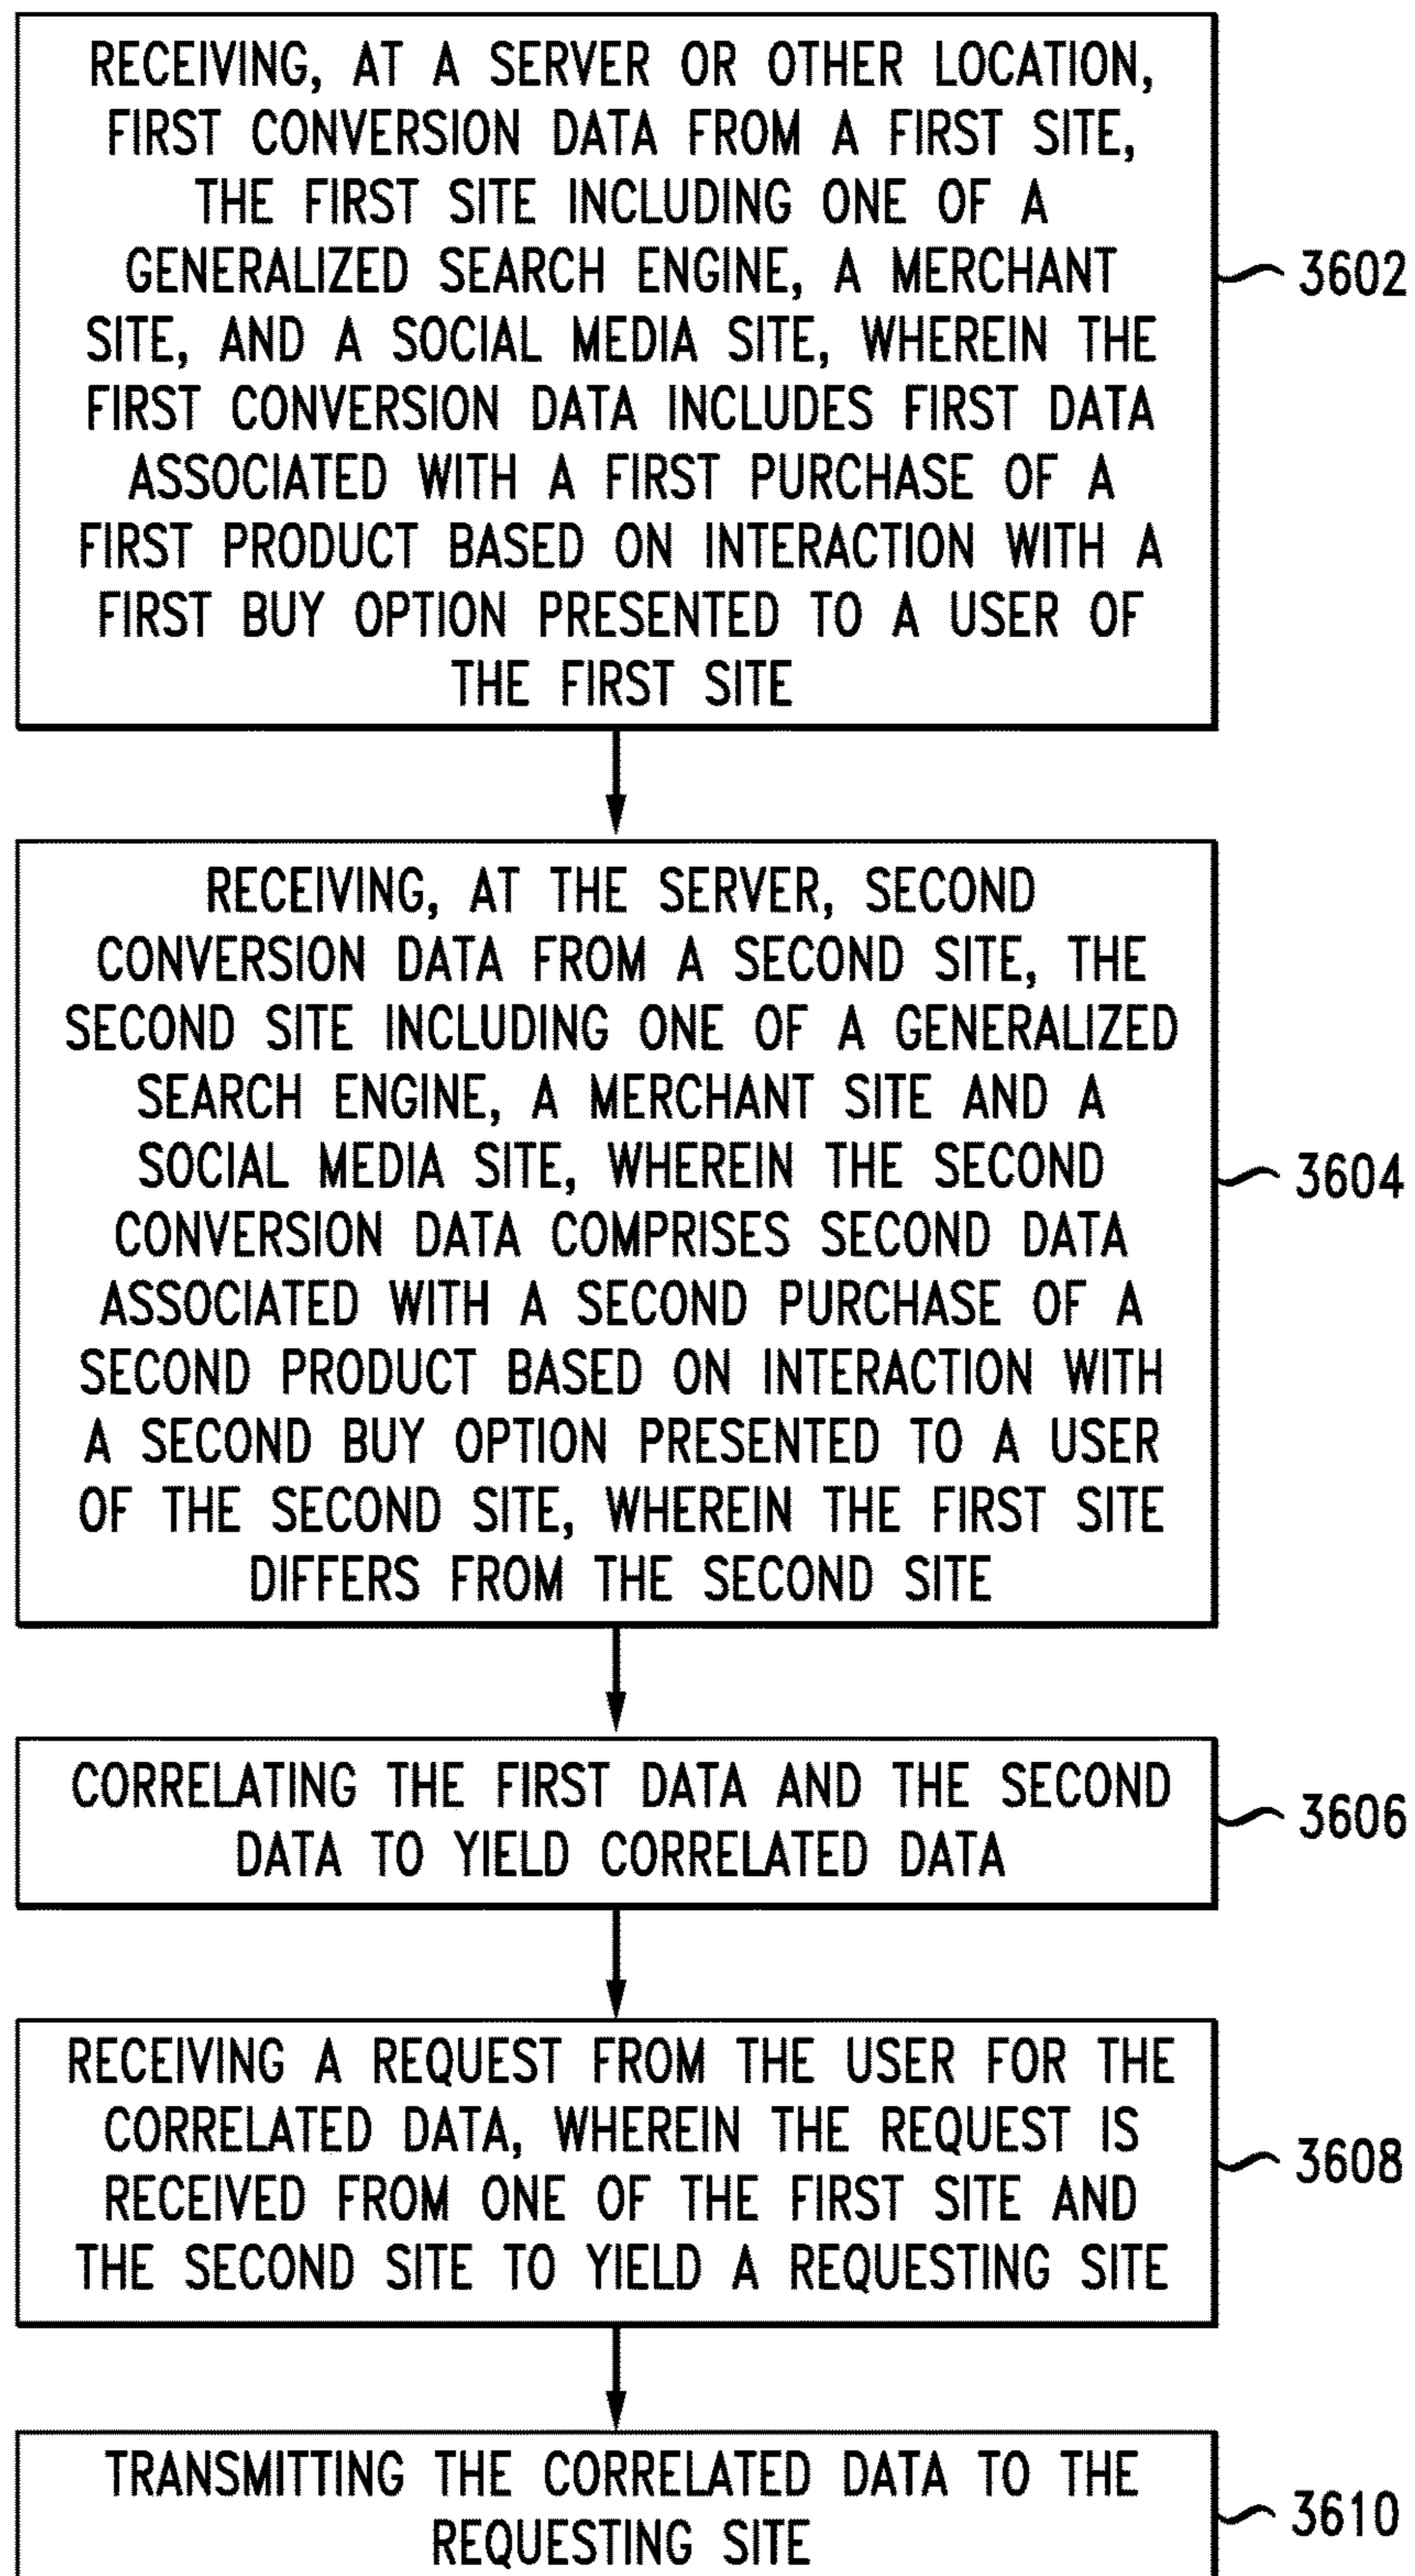 RECEIVING, AT A SERVER OR OTHER LOCATION,
FIRST CONVERSION DATA FROM A FIRST SITE,
THE FIRST SITE INCLUDING ONE OF A
GENERALIZED SEARCH ENGINE, A MERCHANT
SITE, AND A SOCIAL MEDIA SITE, WHEREIN THE
FIRST CONVERSION DATA INCLUDES FIRST DATA
ASSOCIATED WITH A FIRST PURCHASE OF A
FIRST PRODUCT BASED ON INTERACTION WITH A
FIRST BUY OPTION PRESENTED TO A USER OF
THE FIRST SITE
3602
RECEIVING, AT THE SERVER, SECOND
CONVERSION DATA FROM A SECOND SITE, THE
SECOND SITE INCLUDING ONE OF A GENERALIZED
SEARCH ENGINE, A MERCHANT SITE AND A
SOCIAL MEDIA SITE, WHEREIN THE SECOND
CONVERSION DATA COMPRISES SECOND DATA
ASSOCIATED WITH A SECOND PURCHASE OF A
SECOND PRODUCT BASED ON INTERACTION WITH
A SECOND BUY OPTION PRESENTED TO A USER
OF THE SECOND SITE, WHEREIN THE FIRST SITE
DIFFERS FROM THE SECOND SITE
3604
CORRELATING THE FIRST DATA AND THE SECOND
DATA TO YIELD CORRELATED DATA
3606
RECEIVING A REQUEST FROM THE USER FOR THE
CORRELATED DATA, WHEREIN THE REQUEST IS
RECEIVED FROM ONE OF THE FIRST SITE AND
THE SECOND SITE TO YIELD A REQUESTING SITE
3608
TRANSMITTING THE CORRELATED DATA TO THE
REQUESTING SITE
3610